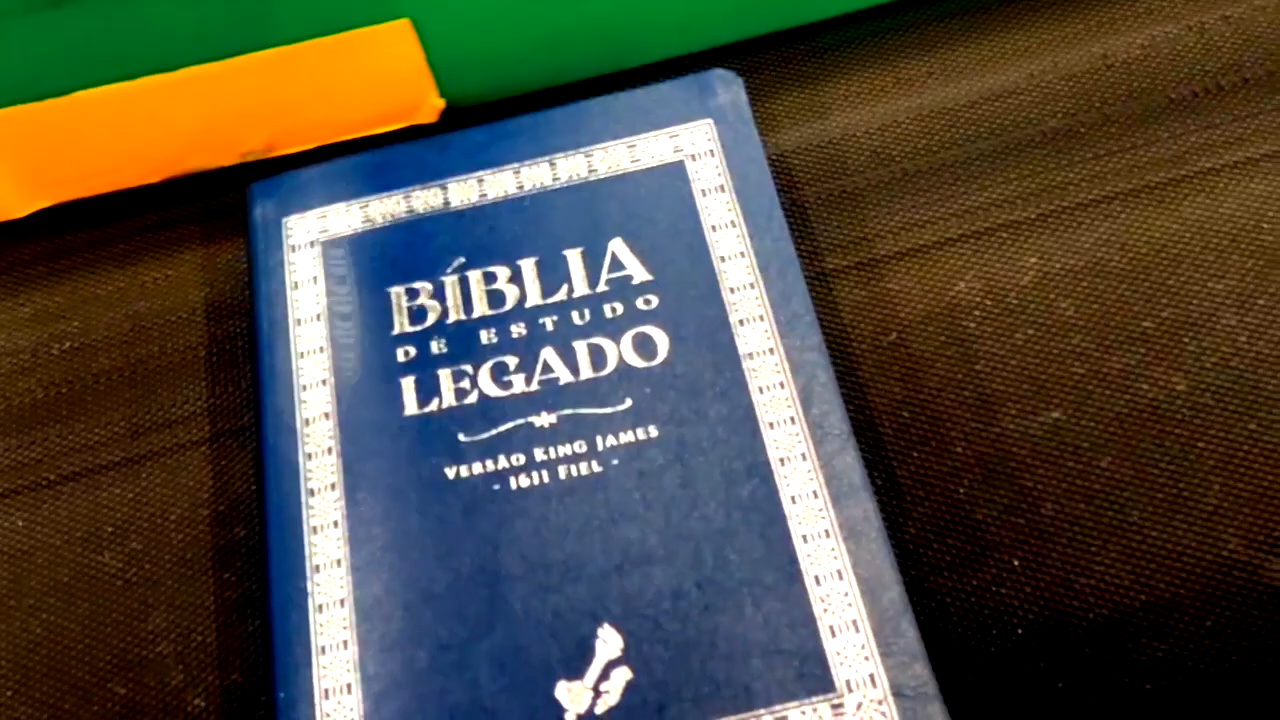 BÍBLIA
DE ESTUDO
LEGADO
VERSÃO KING JAMES
- 1611 FIEL -